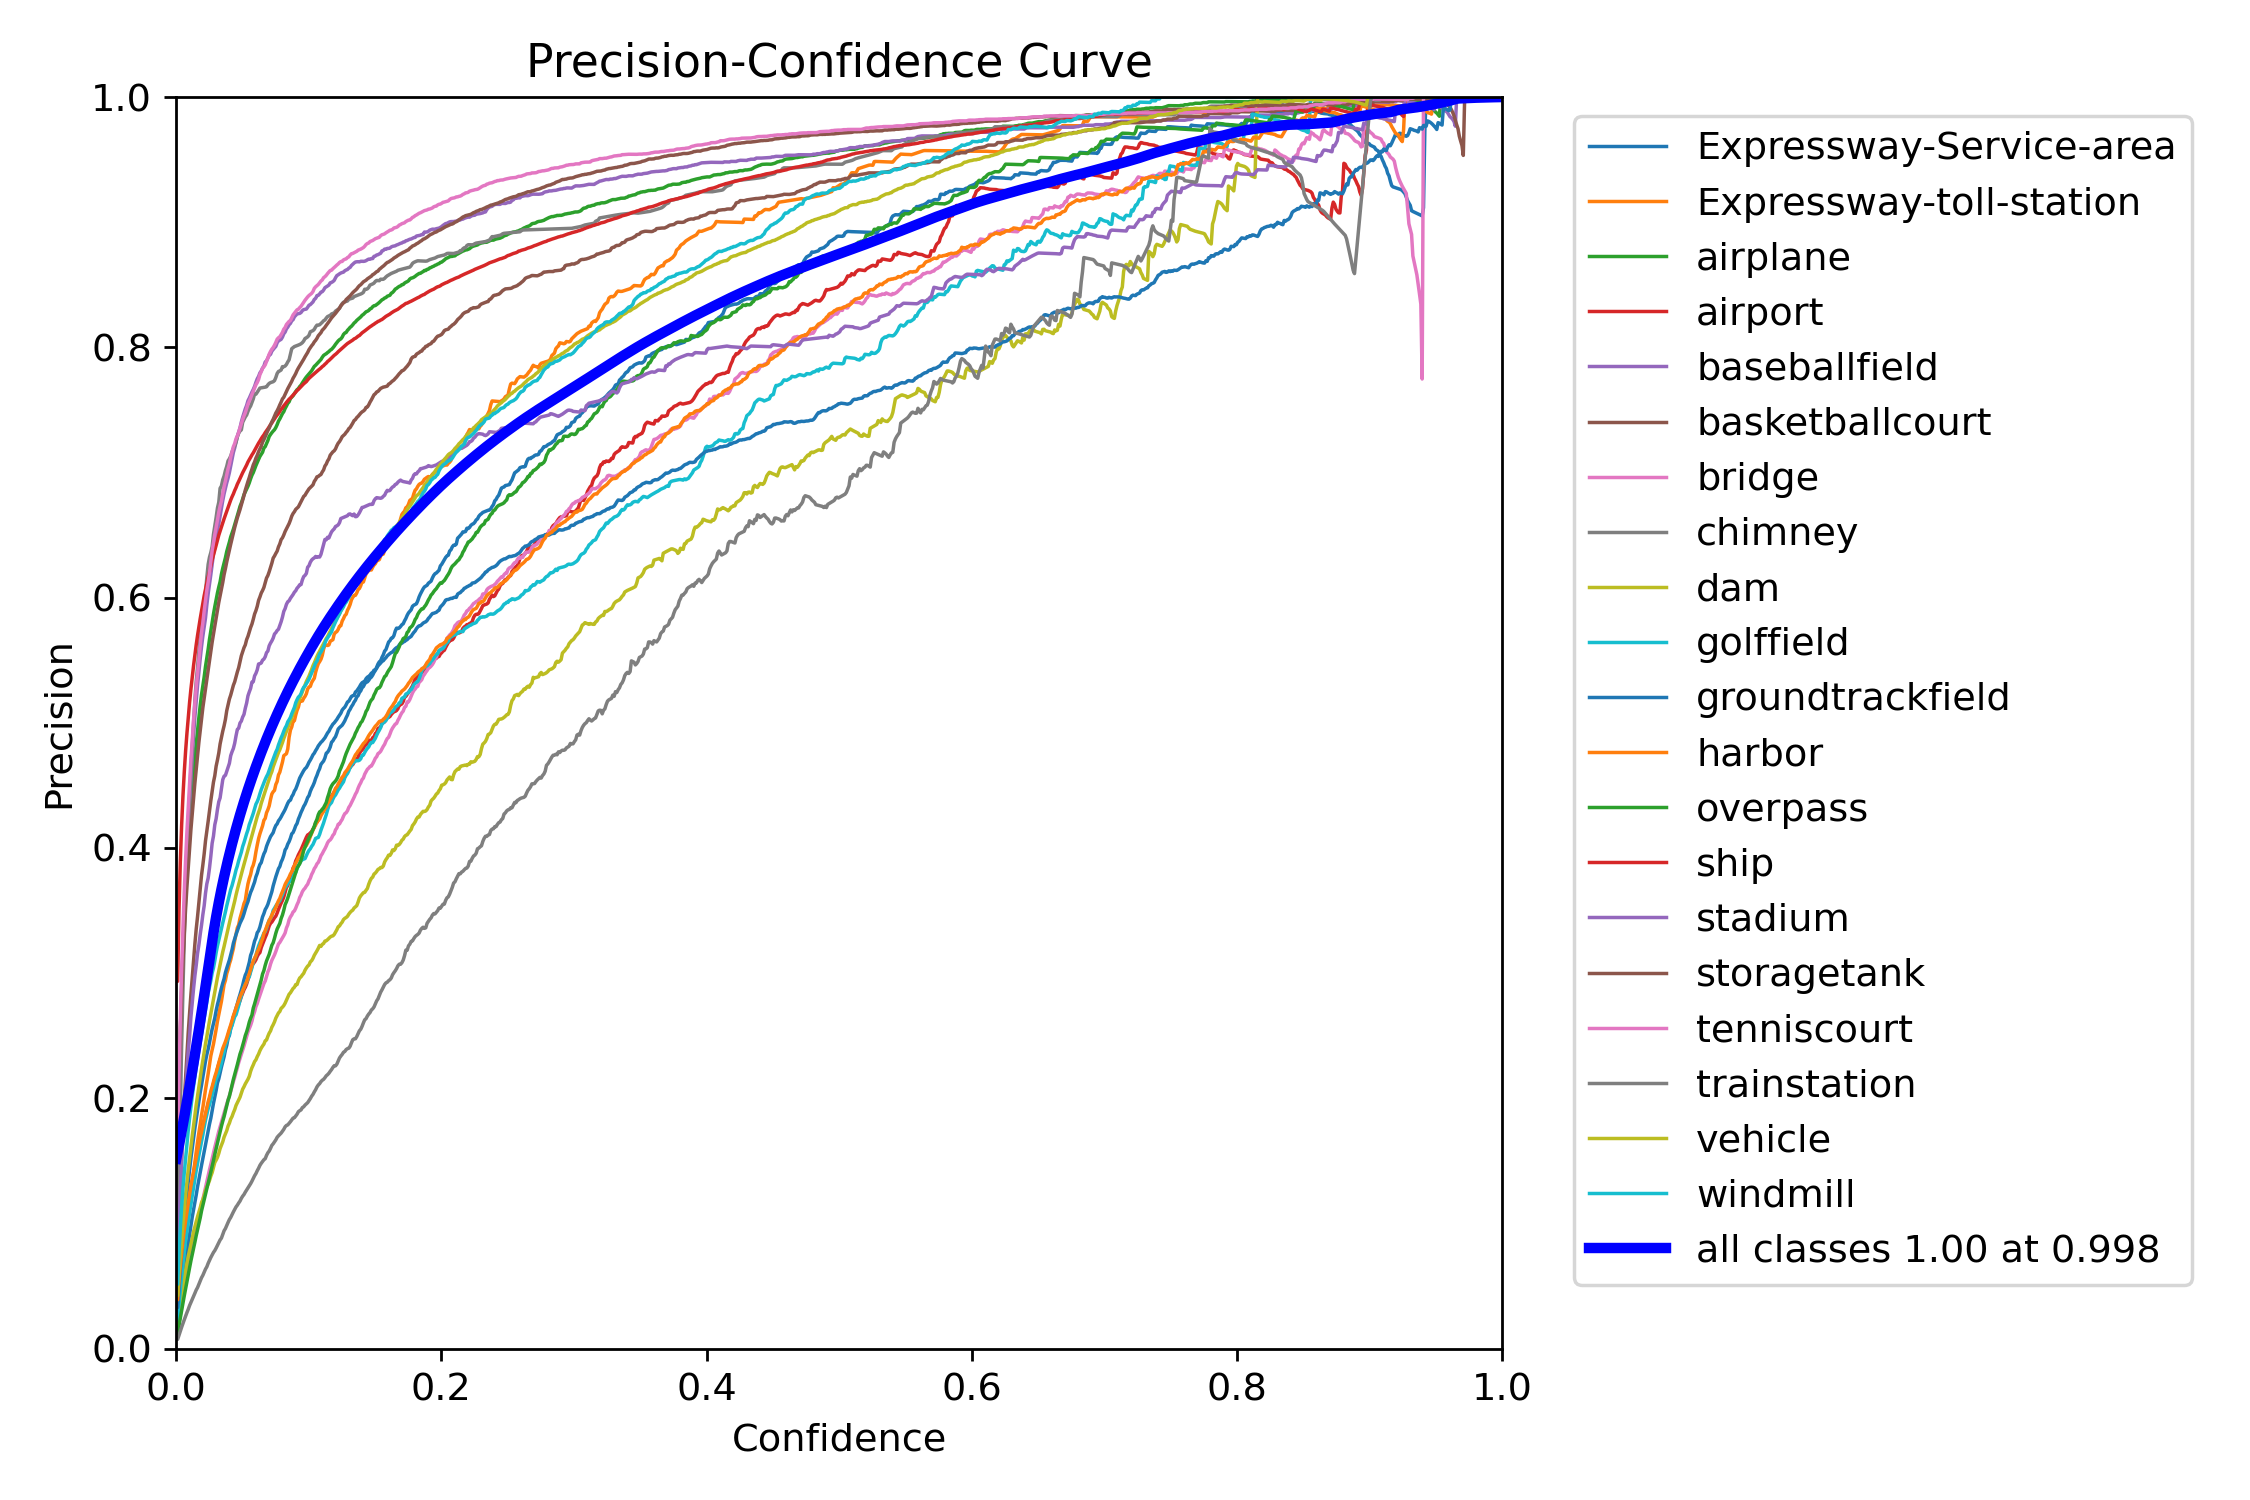 Precision-Confidence Curve
1.0
0.8
0.6
0.4
0.2
0.0
Precision
0.0 0.2 0.4 0.6 0.8 1.0
Confidence
Expressway-Service-area
Expressway-toll-station
airplane
airport
baseballfield
basketballcourt
bridge
chimney
dam
golffield
groundtrackfield
harbor
overpass
ship
stadium
storagetank
tenniscourt
trainstation
vehicle
windmill
all classes 1.00 at 0.998